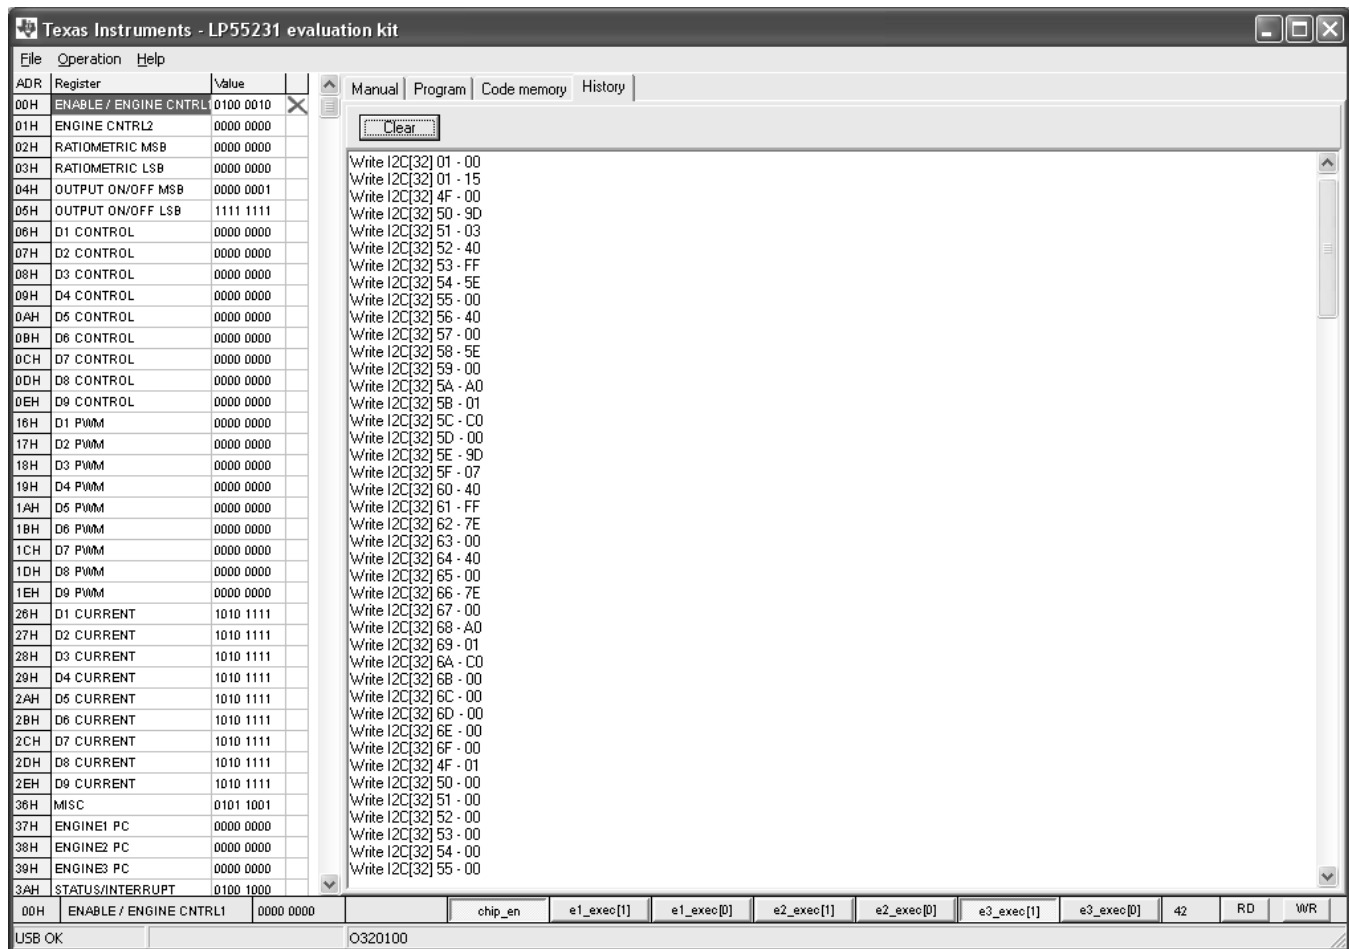 Texas Instruments - LP55231 evaluation kit
File Operation Help
ADR Register Value
00H ENABLE / ENGINE CNTRL1 0100 0010
01H ENGINE CNTRL2 0000 0000
02H RATIOMETRIC MSB 0000 0000
03H RATIOMETRIC LSB 0000 0000
04H OUTPUT ON/OFF MSB 0000 0001
05H OUTPUT ON/OFF LSB 1111 1111
06H D1 CONTROL 0000 0000
07H D2 CONTROL 0000 0000
08H D3 CONTROL 0000 0000
09H D4 CONTROL 0000 0000
0AH D5 CONTROL 0000 0000
0BH D6 CONTROL 0000 0000
0CH D7 CONTROL 0000 0000
0DH D8 CONTROL 0000 0000
0EH D9 CONTROL 0000 0000
16H D1 PWM 0000 0000
17H D2 PWM 0000 0000
18H D3 PWM 0000 0000
19H D4 PWM 0000 0000
1AH D5 PWM 0000 0000
1BH D6 PWM 0000 0000
1CH D7 PWM 0000 0000
1DH D8 PWM 0000 0000
1EH D9 PWM 0000 0000
26H D1 CURRENT 1010 1111
27H D2 CURRENT 1010 1111
28H D3 CURRENT 1010 1111
29H D4 CURRENT 1010 1111
2AH D5 CURRENT 1010 1111
2BH D6 CURRENT 1010 1111
2CH D7 CURRENT 1010 1111
2DH D8 CURRENT 1010 1111
2EH D9 CURRENT 1010 1111
36H MISC 0101 1001
37H ENGINE1 PC 0000 0000
38H ENGINE2 PC 0000 0000
39H ENGINE3 PC 0000 0000
3AH STATUS/INTERRUPT 0100 1000
Manual Program Code memory History
Clear
Write I2C[32] 01 - 00
Write I2C[32] 01 - 15
Write I2C[32] 4F - 00
Write I2C[32] 50 - 9D
Write I2C[32] 51 - 03
Write I2C[32] 52 - 40
Write I2C[32] 53 - FF
Write I2C[32] 54 - 5E
Write I2C[32] 55 - 00
Write I2C[32] 56 - 40
Write I2C[32] 57 - 00
Write I2C[32] 58 - 5E
Write I2C[32] 59 - 00
Write I2C[32] 5A - A0
Write I2C[32] 5B - 01
Write I2C[32] 5C - C0
Write I2C[32] 5D - 00
Write I2C[32] 5E - 9D
Write I2C[32] 5F - 07
Write I2C[32] 60 - 40
Write I2C[32] 61 - FF
Write I2C[32] 62 - 7E
Write I2C[32] 63 - 00
Write I2C[32] 64 - 40
Write I2C[32] 65 - 00
Write I2C[32] 66 - 7E
Write I2C[32] 67 - 00
Write I2C[32] 68 - A0
Write I2C[32] 69 - 01
Write I2C[32] 6A - C0
Write I2C[32] 6B - 00
Write I2C[32] 6C - 00
Write I2C[32] 6D - 00
Write I2C[32] 6E - 00
Write I2C[32] 6F - 00
Write I2C[32] 4F - 01
Write I2C[32] 50 - 00
Write I2C[32] 51 - 00
Write I2C[32] 52 - 00
Write I2C[32] 53 - 00
Write I2C[32] 54 - 00
Write I2C[32] 55 - 00
00H ENABLE / ENGINE CNTRL1 0000 0000 chip_en e1_exec[1] e1_exec[0] e2_exec[1] e2_exec[0] e3_exec[1] e3_exec[0] 42 RD WR
USB OK O320100